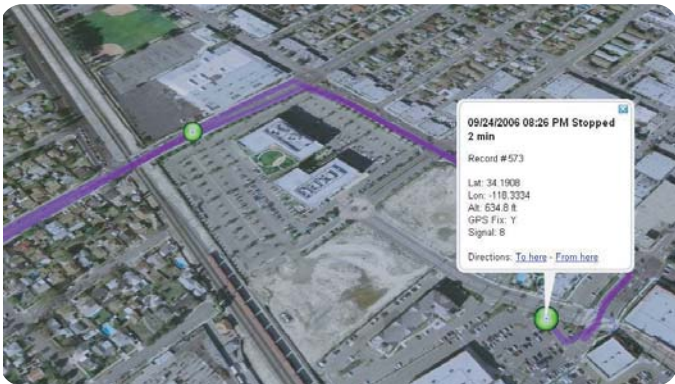 09/24/2006 08:26 PM Stopped
2 min
Record #573
Lat: 34.1908
Lon: -118.3334
Alt: 634.8 ft
GPS Fix: Y
Signal: 8
Directions: To here - From here